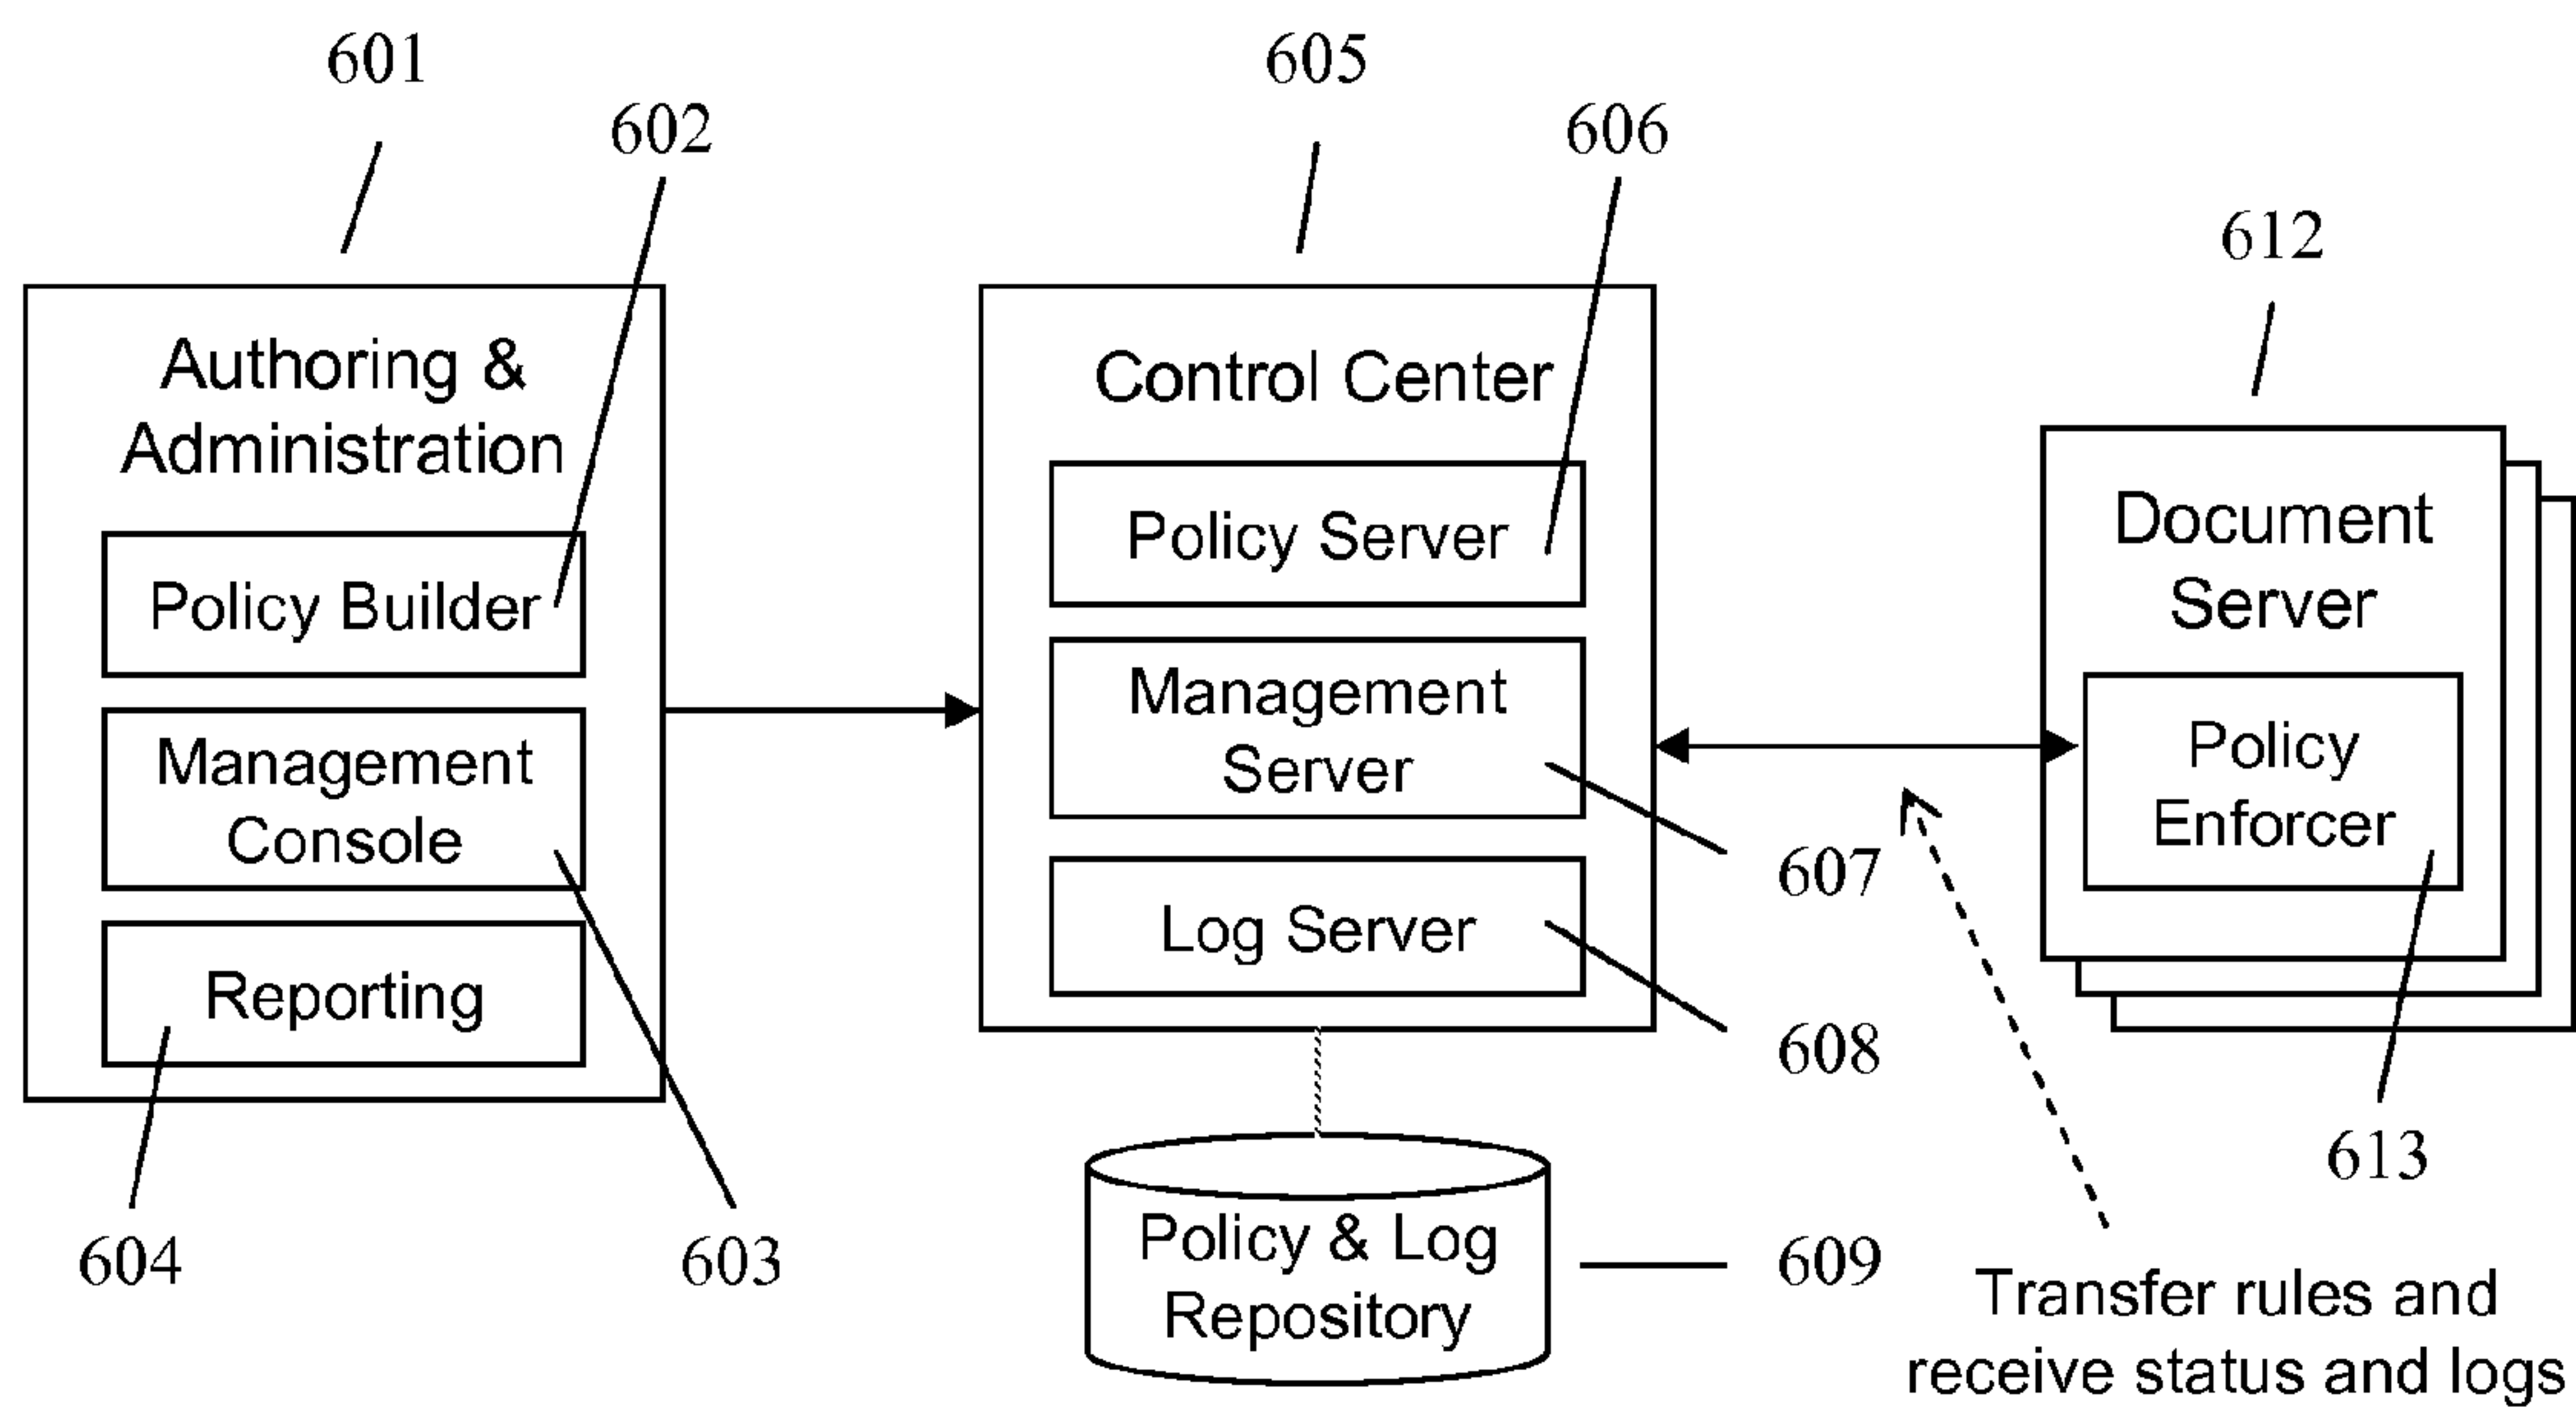 601
602
605
606
612
Authoring &
Administration
Policy Builder
Management
Console
Reporting
604
603
Control Center
Policy Server
Management
Server
Log Server
607
608
Policy & Log
Repository
609
Document
Server
Policy
Enforcer
613
Transfer rules and
receive status and logs